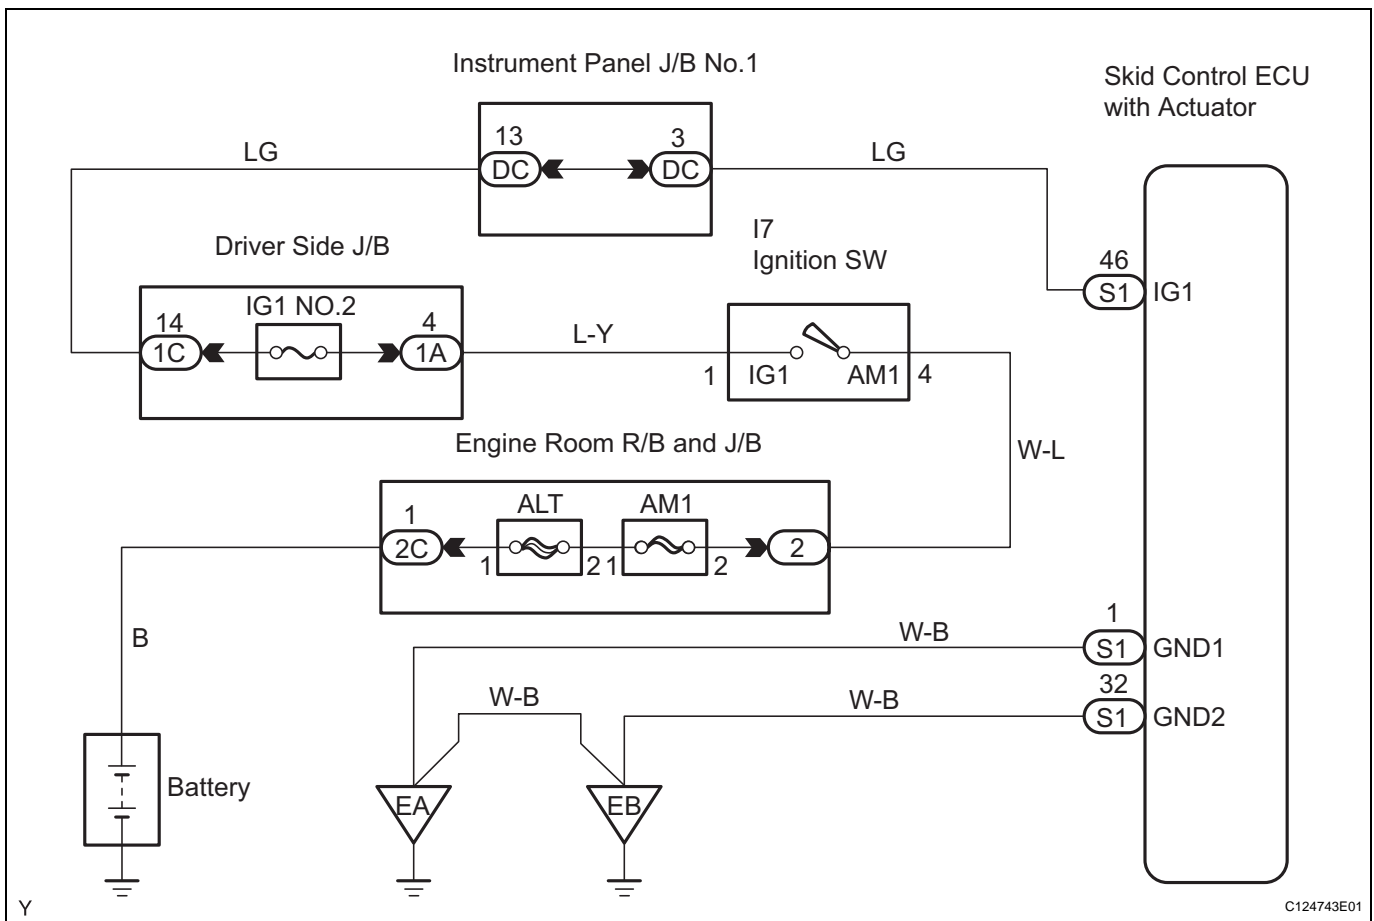 Instrument Panel J/B No.1
Skid Control ECU
with Actuator
13
3
LG
DC
DC
LG
I7
Ignition SW
Driver Side J/B
46
S1
IG1
IG1 NO.2
14
4
1C
1A
L-Y
1
IG1
AM1
4
Engine Room R/B and J/B
W-L
1
ALT
AM1
2C
1
2
1
2
2
B
W-B
1
S1
GND1
W-B
W-B
32
S1
GND2
Battery
EA
EB
Y
C124743E01